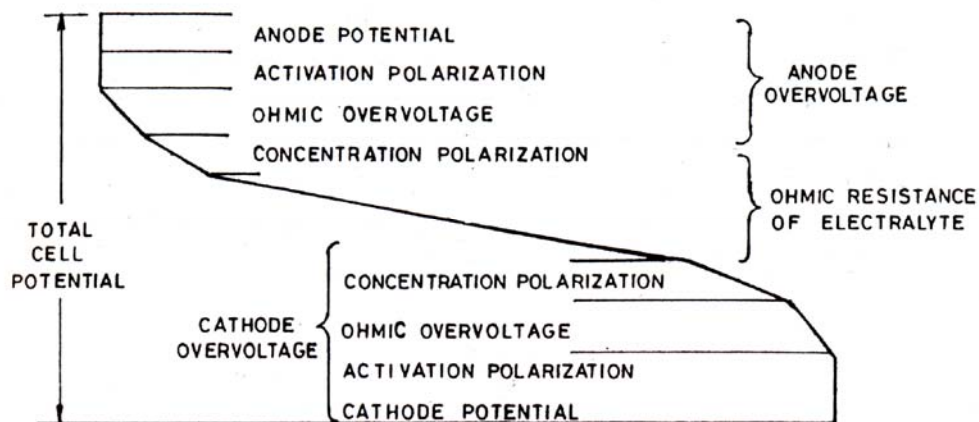 ANODE POTENTIAL
ACTIVATION POLARIZATION
OHMIC OVERVOLTAGE
CONCENTRATION POLARIZATION
ANODE
OVERVOLTAGE
OHMIC RESISTANCE
OF ELECTRALYTE
TOTAL
CELL
POTENTIAL
CATHODE
OVERVOLTAGE
CONCENTRATION POLARIZATION
OHMIC OVERVOLTAGE
ACTIVATION POLARIZATION
CATHODE POTENTIAL